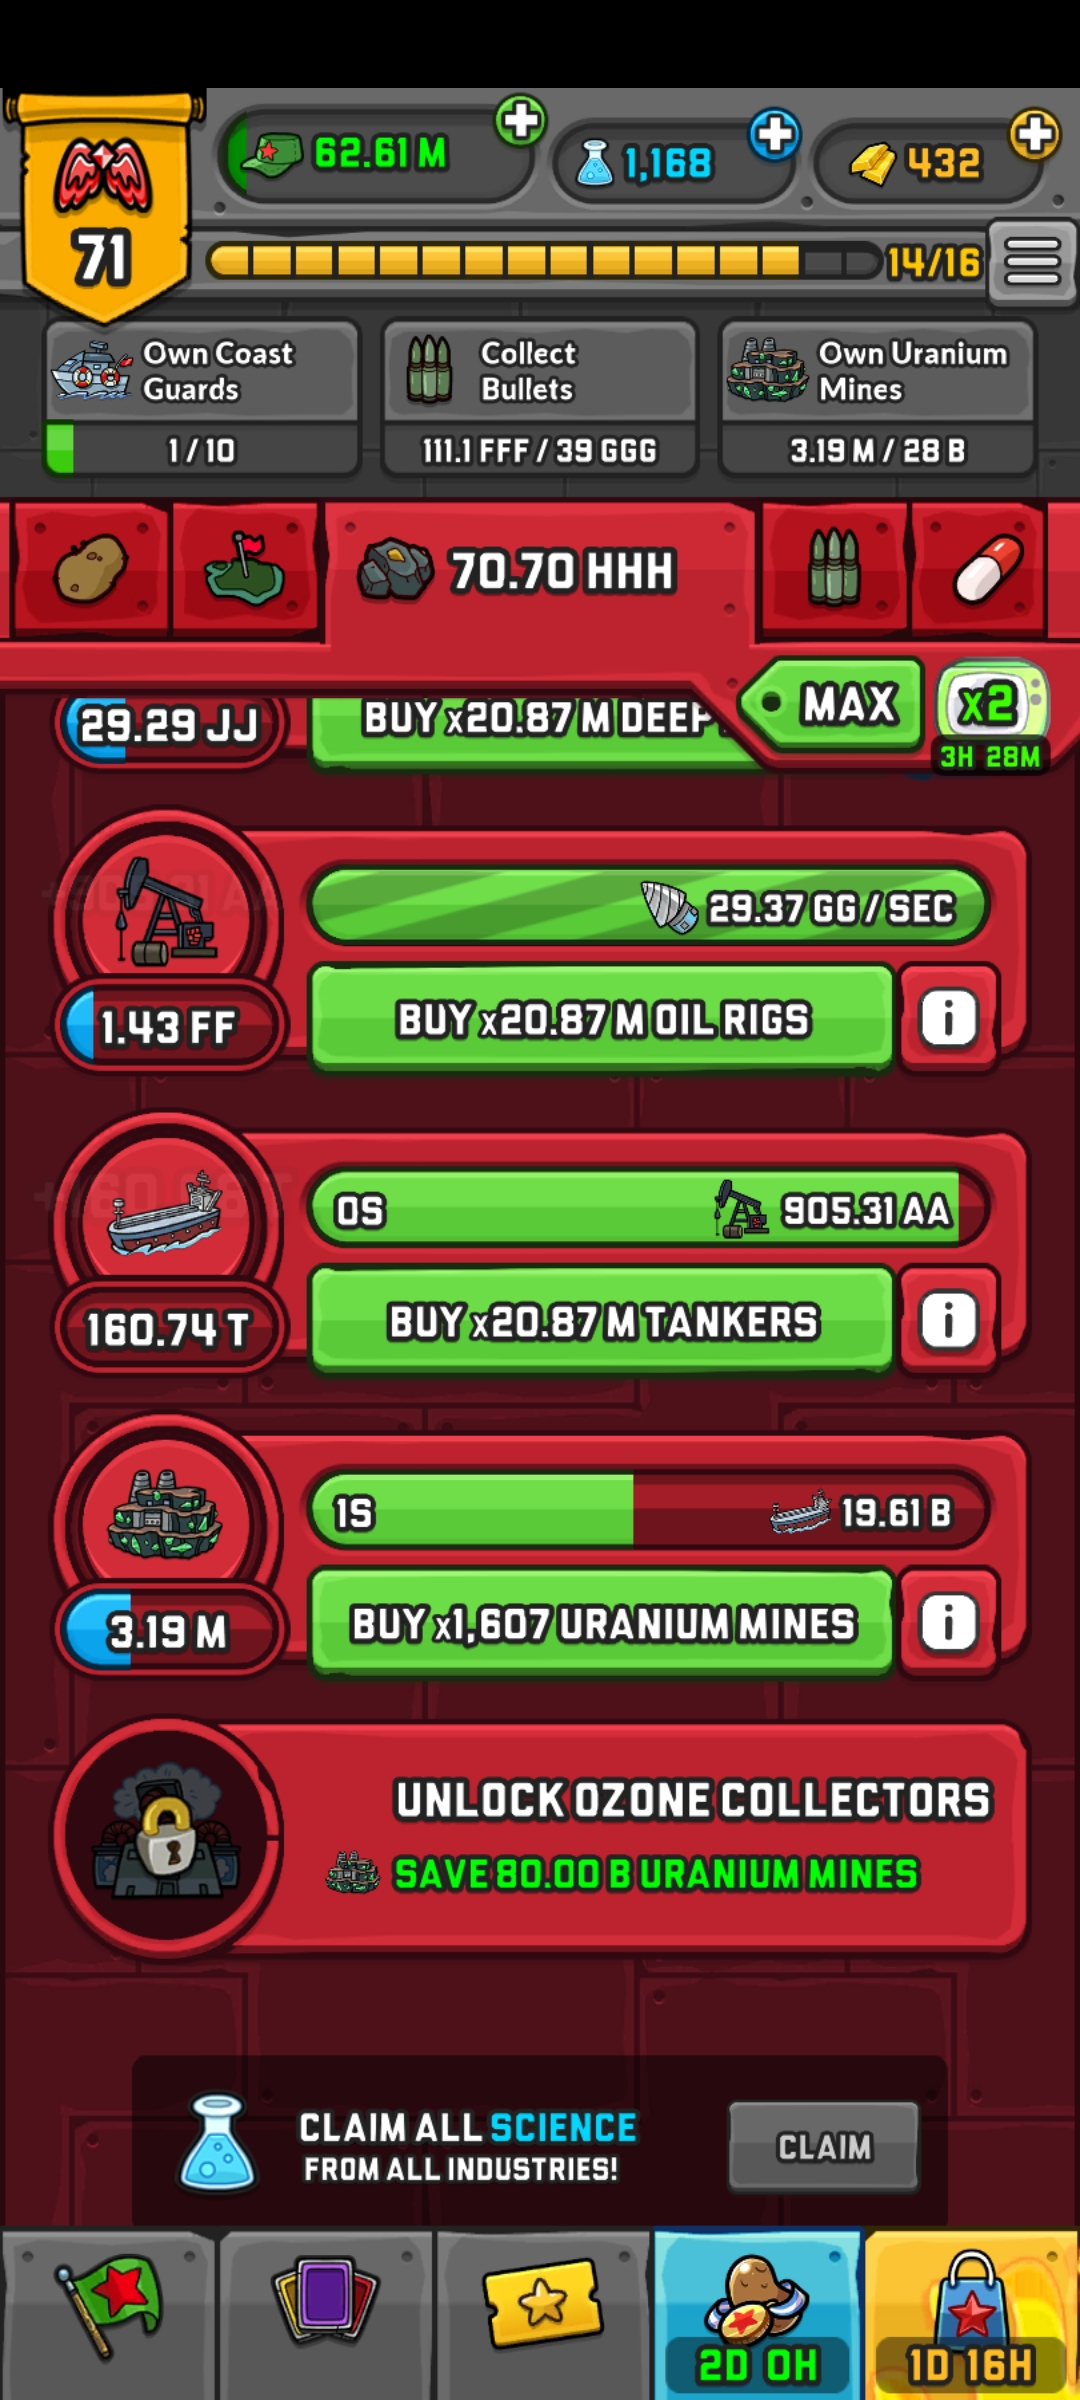 62.61 M
1,168
432
71
14/16
Own Coast
Guards
1 / 10
Collect
Bullets
111.1 FFF / 39 GGG
Own Uranium
Mines
3.19 M / 28 B
70.70 HHH
MAX
x2
3H 28M
29.29 JJ
BUY x20.87 M DEEP
29.37 GG / SEC
1.43 FF
BUY x20.87 M OIL RIGS
i
0S
905.31 AA
160.74 T
BUY x20.87 M TANKERS
i
1S
19.61 B
3.19 M
BUY x1,607 URANIUM MINES
i
UNLOCK OZONE COLLECTORS
SAVE 80.00 B URANIUM MINES
CLAIM ALL SCIENCE
FROM ALL INDUSTRIES!
CLAIM
2D 0H
1D 16H